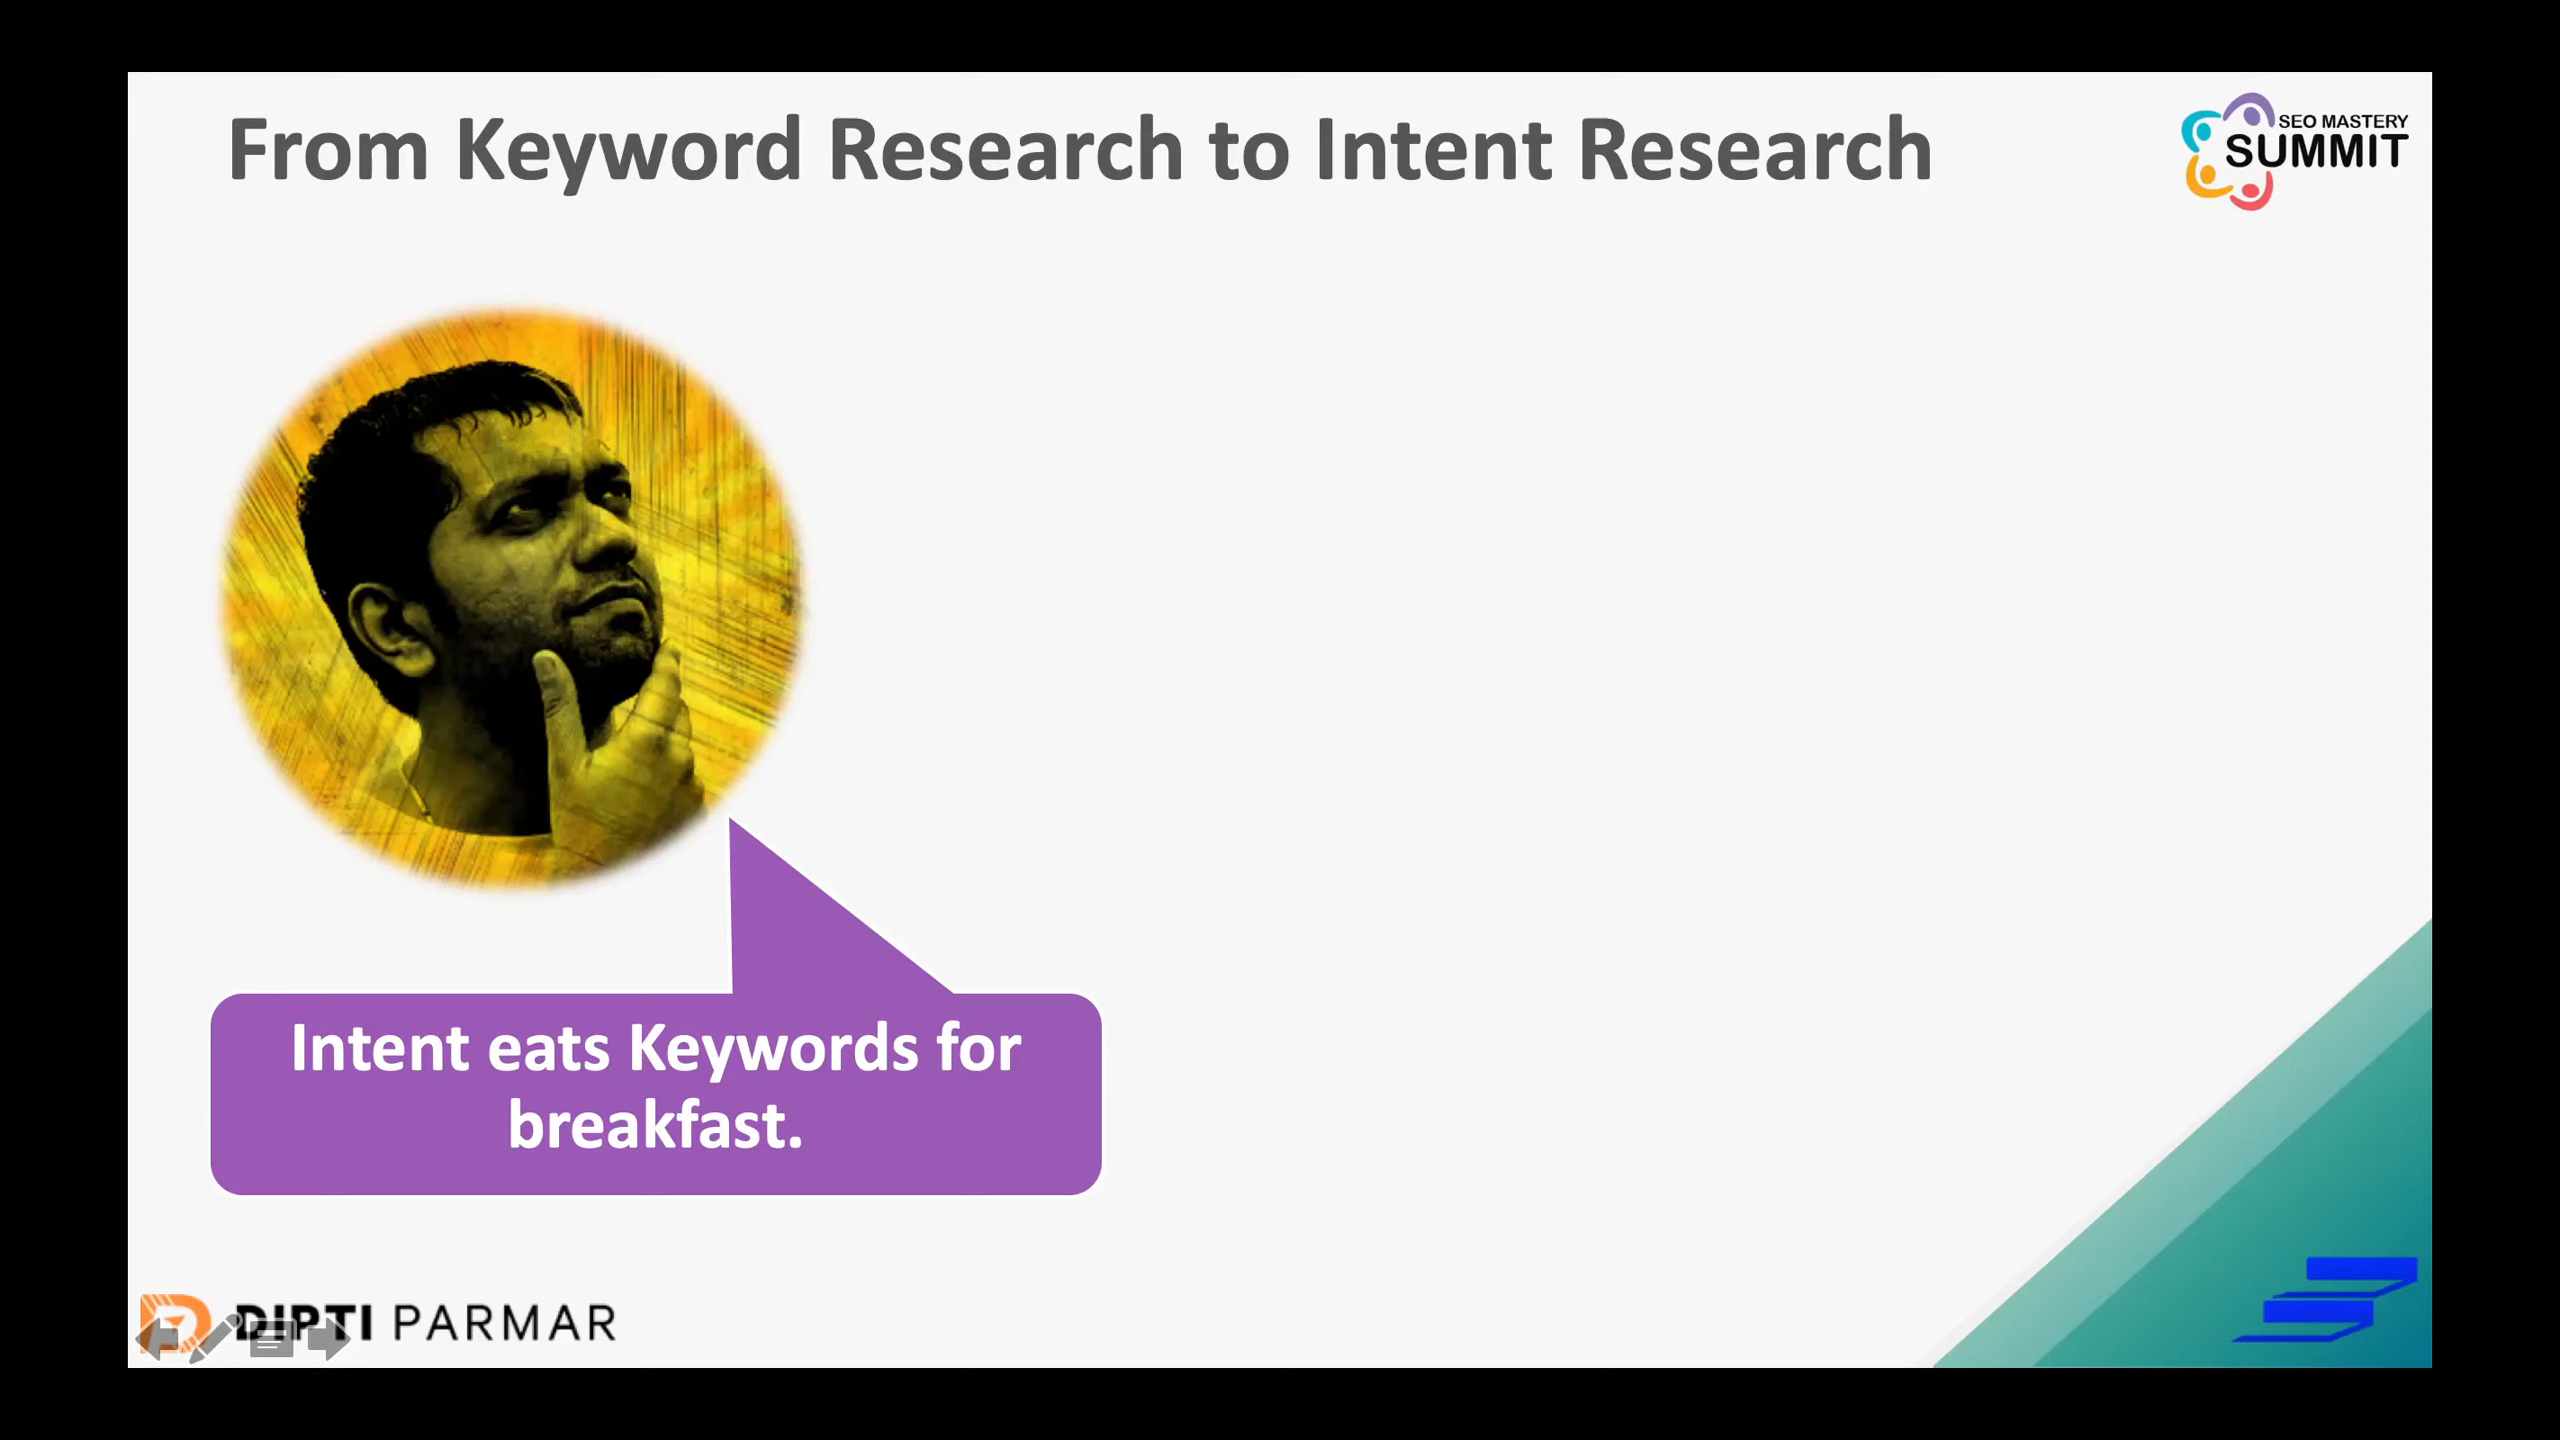 From Keyword Research to Intent Research
SEO MASTERY
SUMMIT
Intent eats Keywords for
breakfast.
DIPTI PARMAR